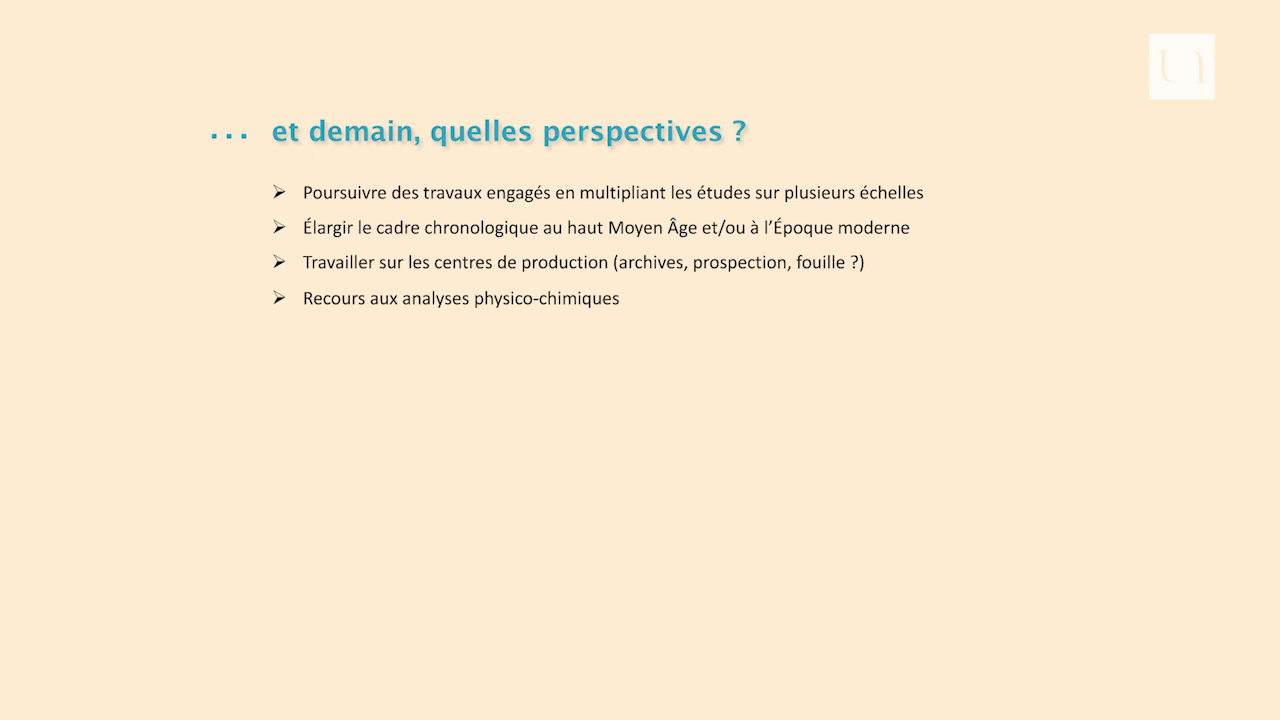 ... et demain, quelles perspectives ?
➢ Poursuivre des travaux engagés en multipliant les études sur plusieurs échelles
➢ Élargir le cadre chronologique au haut Moyen Âge et/ou à l’Époque moderne
➢ Travailler sur les centres de production (archives, prospection, fouille ?)
➢ Recours aux analyses physico-chimiques